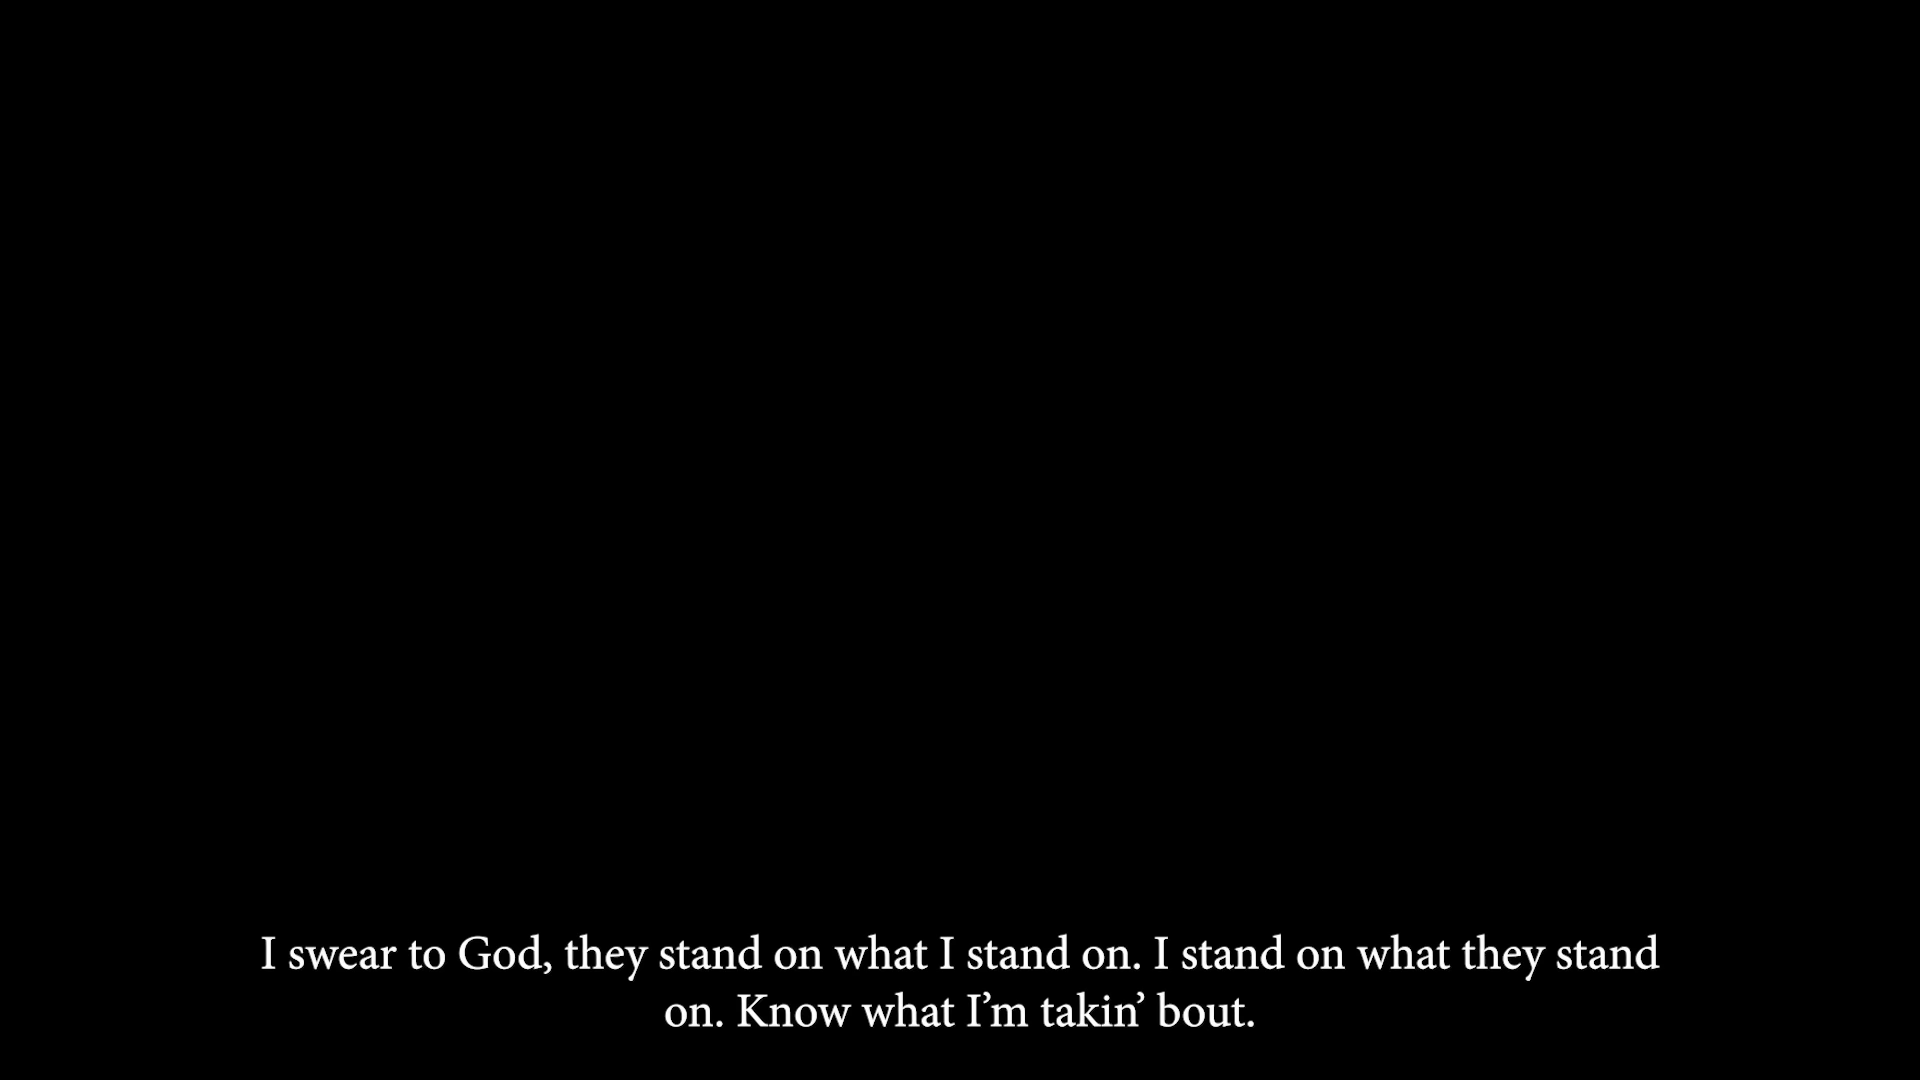 I swear to God, they stand on what I stand on. I stand on what they stand
on. Know what I’m takin’ bout.